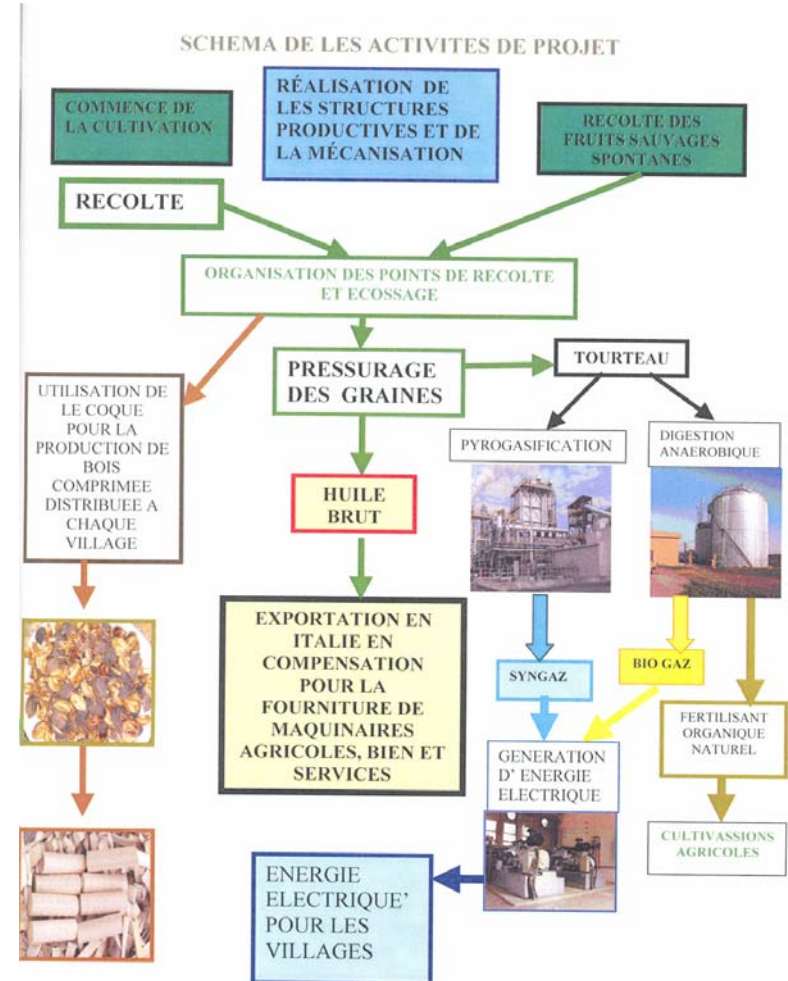 SCHEMA DE LES ACTIVITES DE PROJET
COMMENCE DE
LA CULTIVATION
RÉALISATION DE
LES STRUCTURES
PRODUCTIVES ET DE
LA MÉCANISATION
RECOLTE DES
FRUITS SAUVAGES
SPONTANES
RECOLTE
ORGANISATION DES POINTS DE RECOLTE
ET ECOSSAGE
PRESSURAGE
DES GRAINES
TOURTEAU
UTILISATION DE
LE COQUE
POUR LA
PRODUCTION DE
BOIS
COMPRIMEE
DISTRIBUEE A
CHAQUE
VILLAGE
PYROGASIFICATION
DIGESTION
ANAEROBIQUE
HUILE
BRUT
EXPORTATION EN
ITALIE EN
COMPENSATION
POUR LA
FOURNITURE DE
MAQUINAIRES
AGRICOLES, BIEN ET
SERVICES
SYNGAZ
BIO GAZ
GENERATION
D' ENERGIE
ELECTRIQUE
FERTILISANT
ORGANIQUE
NATUREL
CULTIVASSIONS
AGRICOLES
ENERGIE
ELECTRIQUE'
POUR LES
VILLAGES